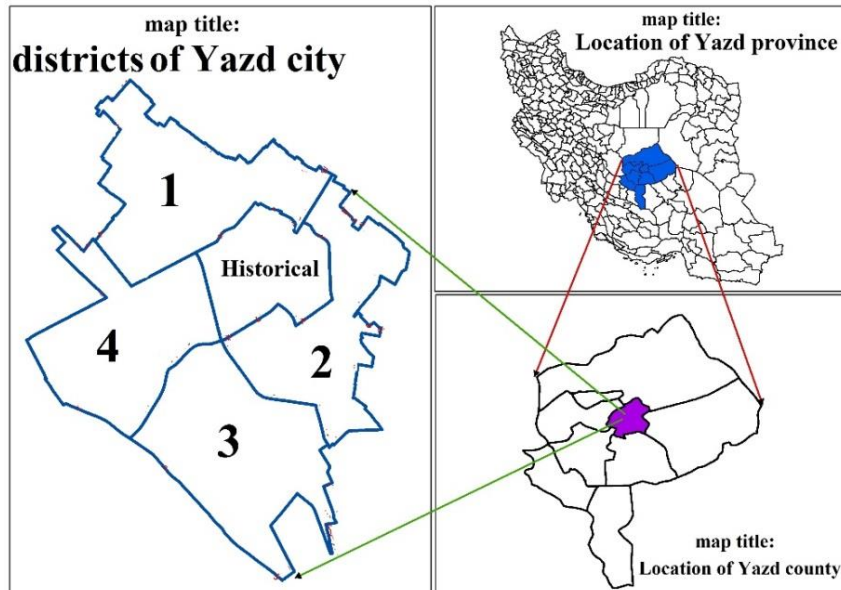 map title:
districts of Yazd city
1
Historical
4
2
3
map title:
Location of Yazd province
map title:
Location of Yazd county